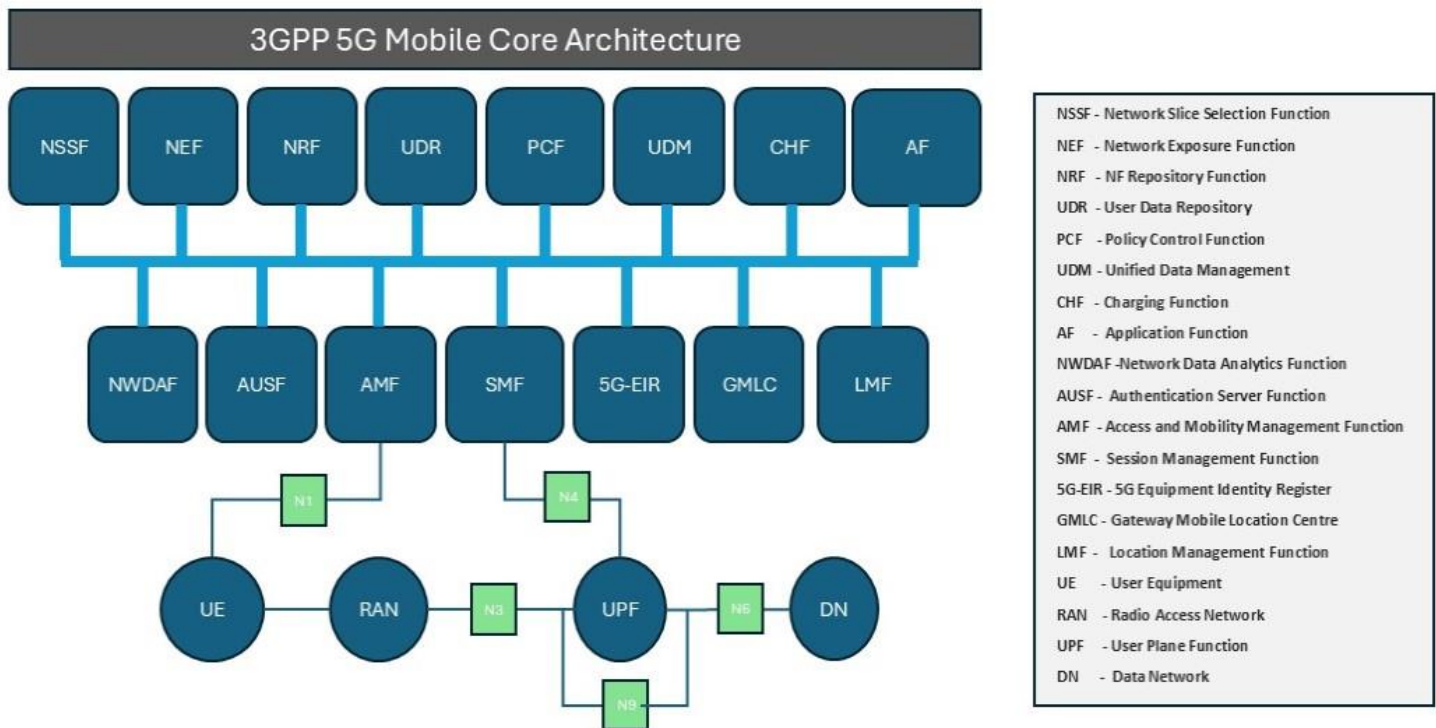 3GPP 5G Mobile Core Architecture
NSSF
NEF
NRF
UDR
PCF
UDM
CHF
AF
NWDAF
AUSF
AMF
SMF
5G-EIR
GMLC
LMF
N1
N4
UE
RAN
N3
UPF
N6
DN
N9
NSSF - Network Slice Selection Function
NEF - Network Exposure Function
NRF - NF Repository Function
UDR - User Data Repository
PCF - Policy Control Function
UDM - Unified Data Management
CHF - Charging Function
AF - Application Function
NWDAF -Network Data Analytics Function
AUSF - Authentication Server Function
AMF - Access and Mobility Management Function
SMF - Session Management Function
5G-EIR - 5G Equipment Identity Register
GMLC - Gateway Mobile Location Centre
LMF - Location Management Function
UE - User Equipment
RAN - Radio Access Network
UPF - User Plane Function
DN - Data Network